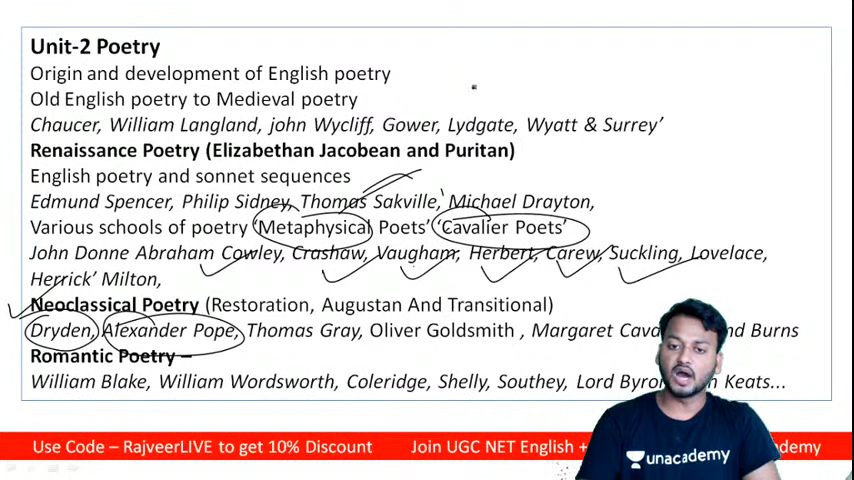 Unit-2 Poetry
Origin and development of English poetry
Old English poetry to Medieval poetry
Chaucer, William Langland, john Wycliff, Gower, Lydgate, Wyatt & Surrey’
Renaissance Poetry (Elizabethan Jacobean and Puritan)
English poetry and sonnet sequences
Edmund Spencer, Philip Sidney, Thomas Sakville, Michael Drayton,
Various schools of poetry ‘Metaphysical Poets’ ‘Cavalier Poets’
John Donne Abraham Cowley, Crashaw, Vaugham, Herbert, Carew, Suckling, Lovelace,
Herrick’ Milton,
Neoclassical Poetry (Restoration, Augustan And Transitional)
Dryden, Alexander Pope, Thomas Gray, Oliver Goldsmith , Margaret Burns
Romantic Poetry –
William Blake, William Wordsworth, Coleridge, Shelly, Southey, Lord Keats...
Use Code – RajveerLIVE to get 10% Discount Join UGC NET English +
unacademy